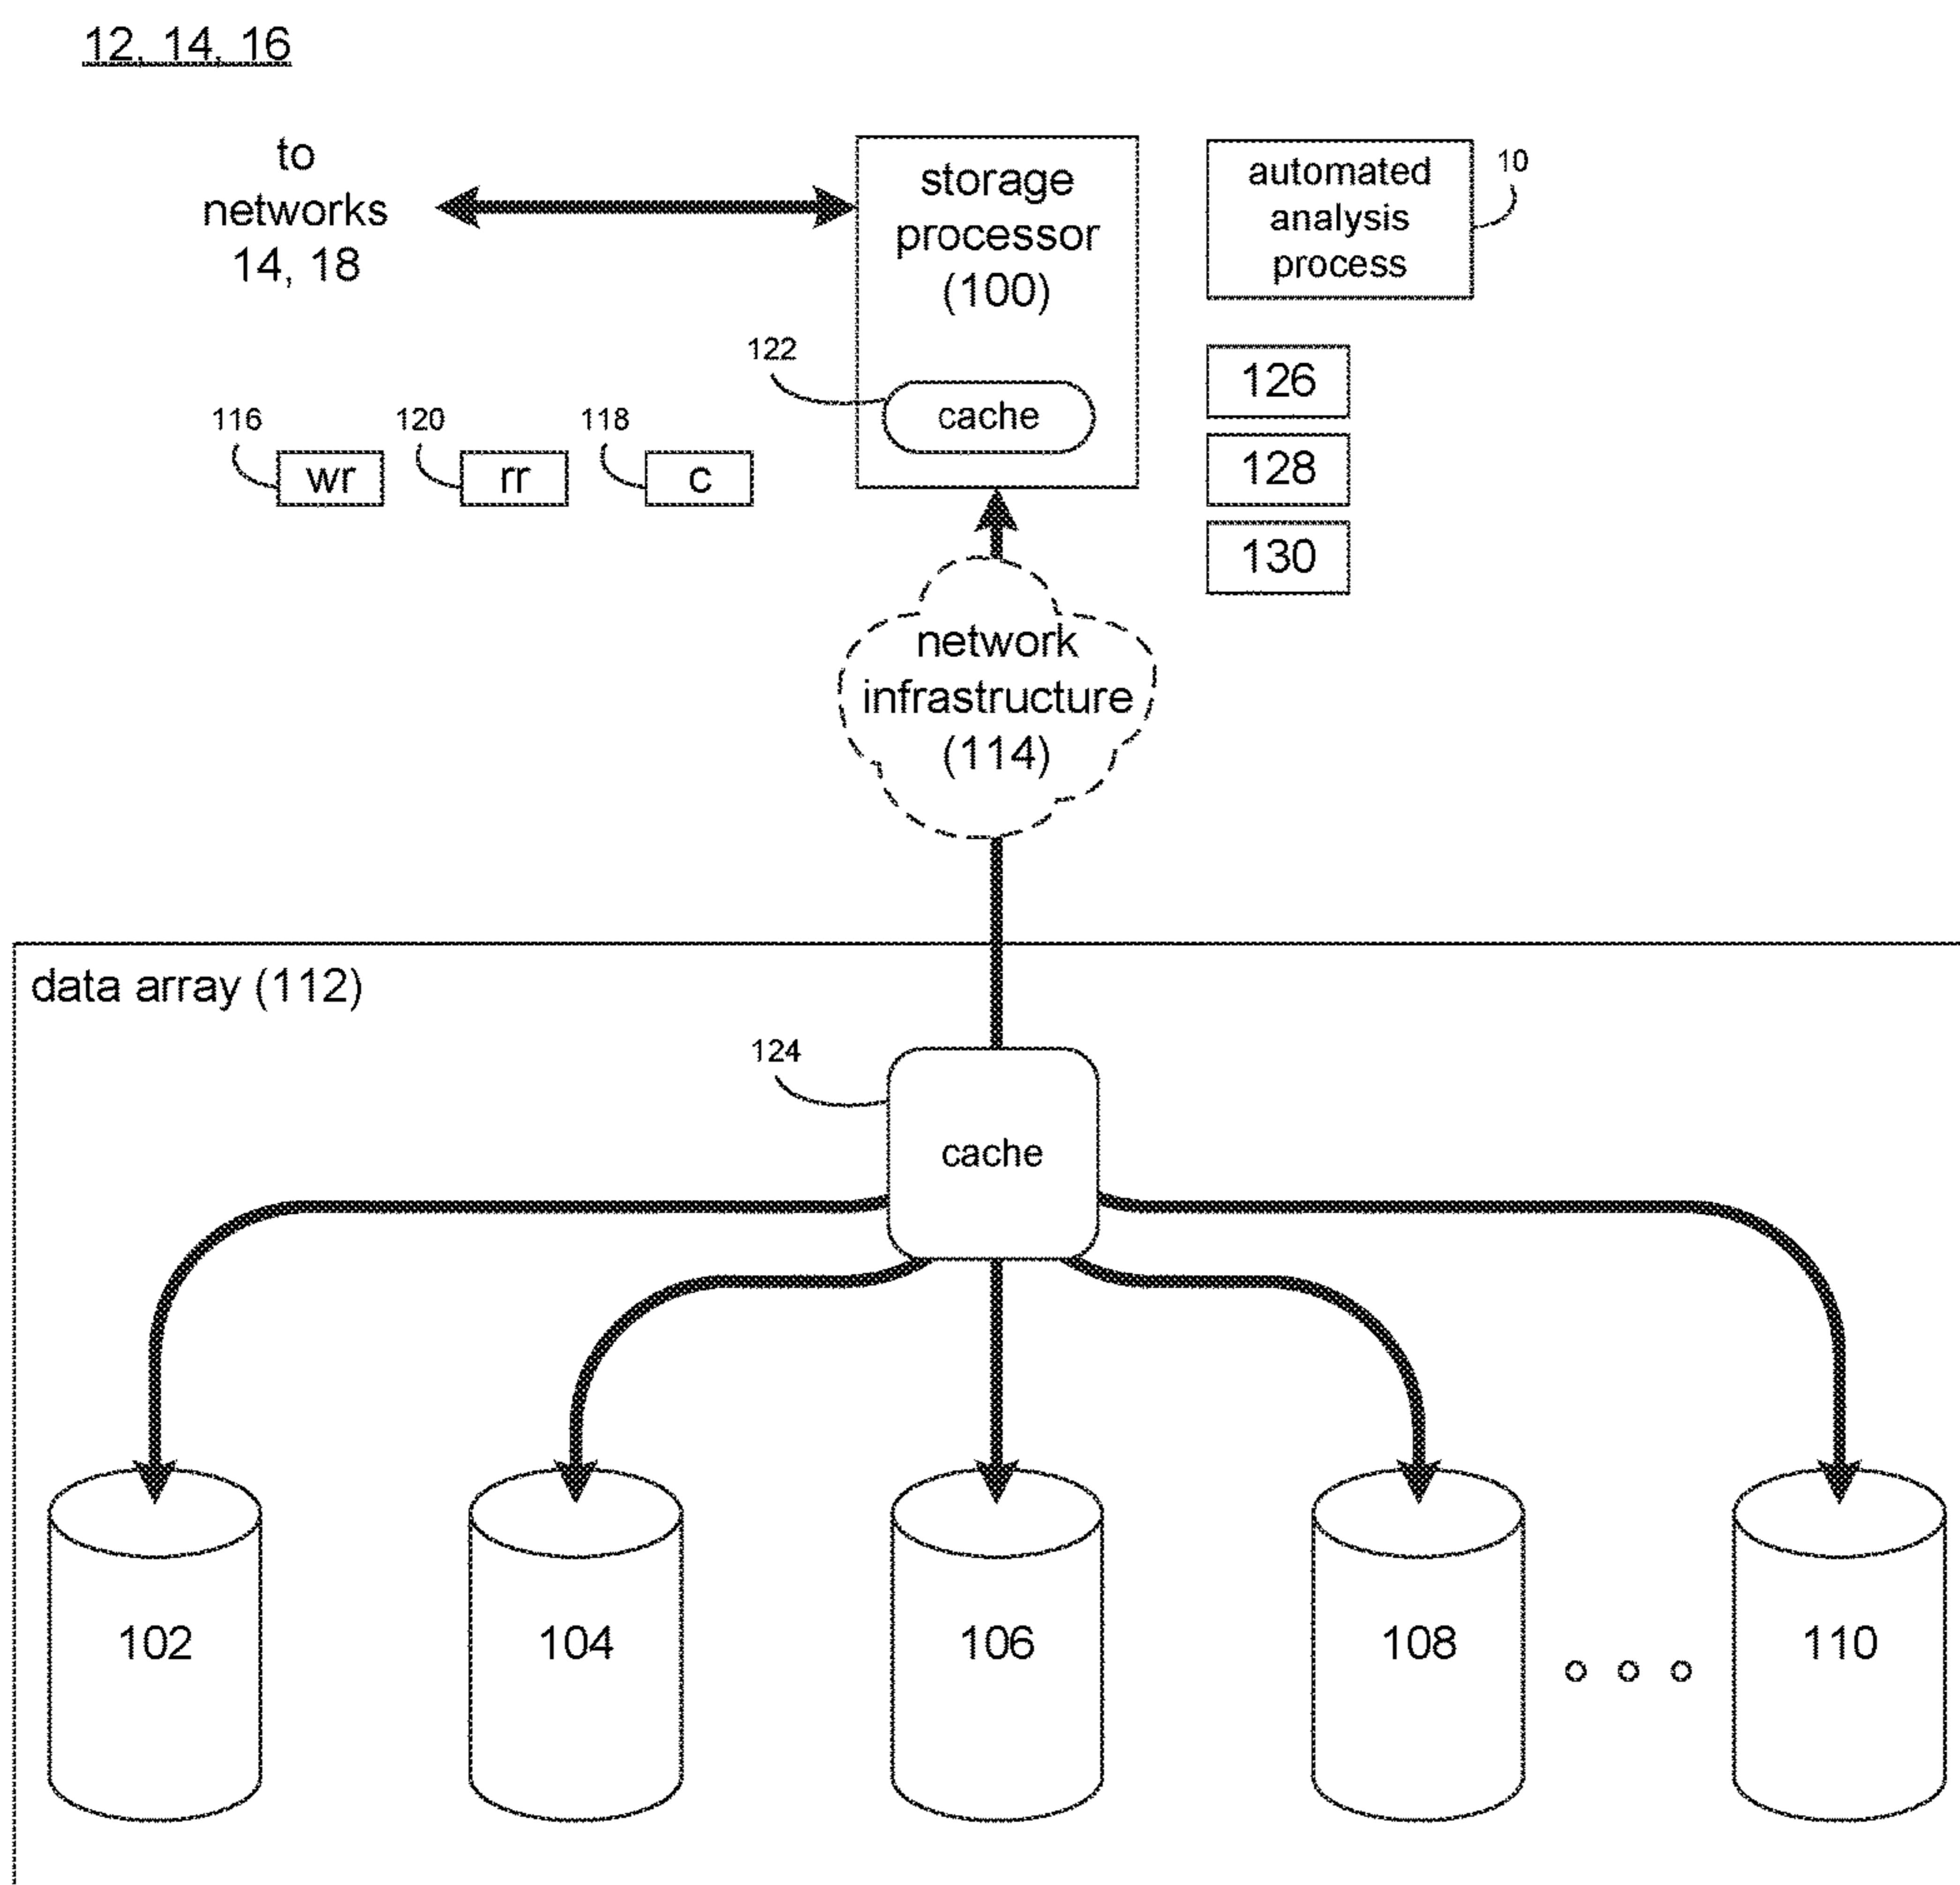 12, 14, 16
to
networks
14, 18
storage
processor
(100)
automated
analysis
process
10
122
cache
116
wr
120
rr
118
c
126
128
130
network
infrastructure
(114)
data array (112)
124
cache
102
104
106
108
110